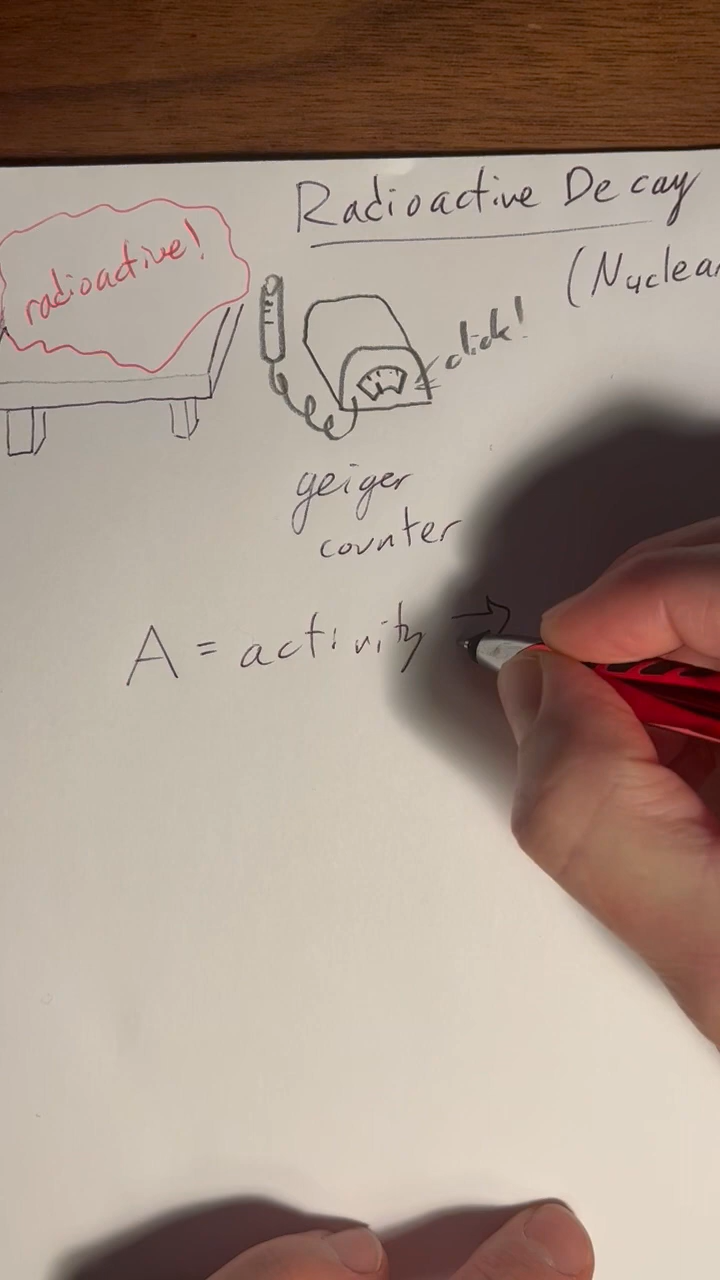 Radioactive Decay
(Nuclear
radioactive!
click!
geiger
counter
A = activity →